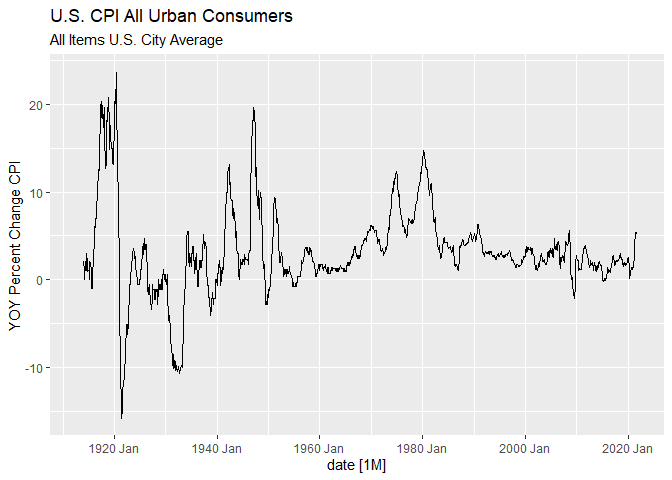 U.S. CPI All Urban Consumers
All Items U.S. City Average
YOY Percent Change CPI
20
10
0
-10
1920 Jan 1940 Jan 1960 Jan 1980 Jan 2000 Jan 2020 Jan
date [1M]